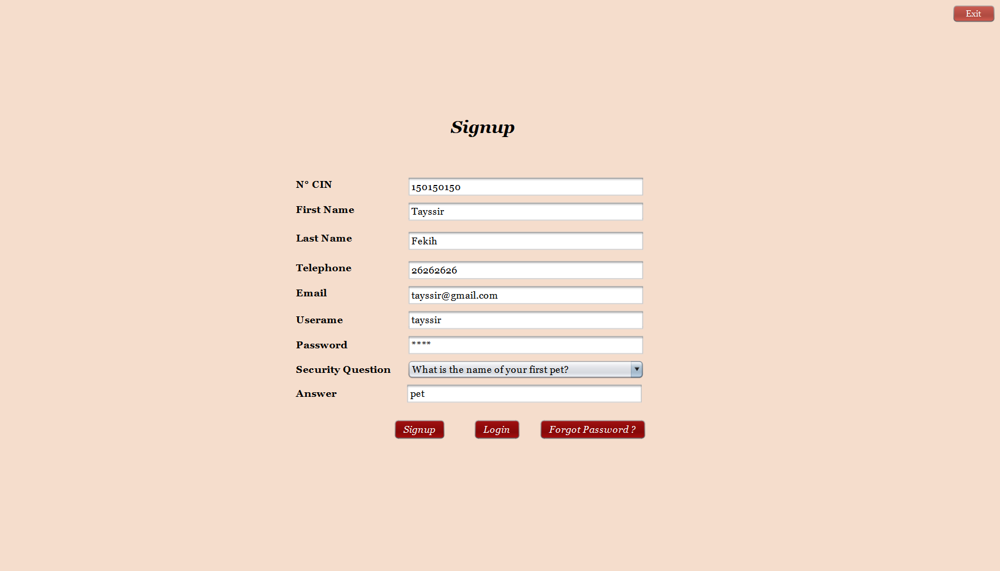 Exit
Signup
N° CIN 150150150
First Name Tayssir
Last Name Fekih
Telephone 26262626
Email tayssir@gmail.com
Userame tayssir
Password ****
Security Question What is the name of your first pet?
Answer pet
Signup Login Forgot Password ?